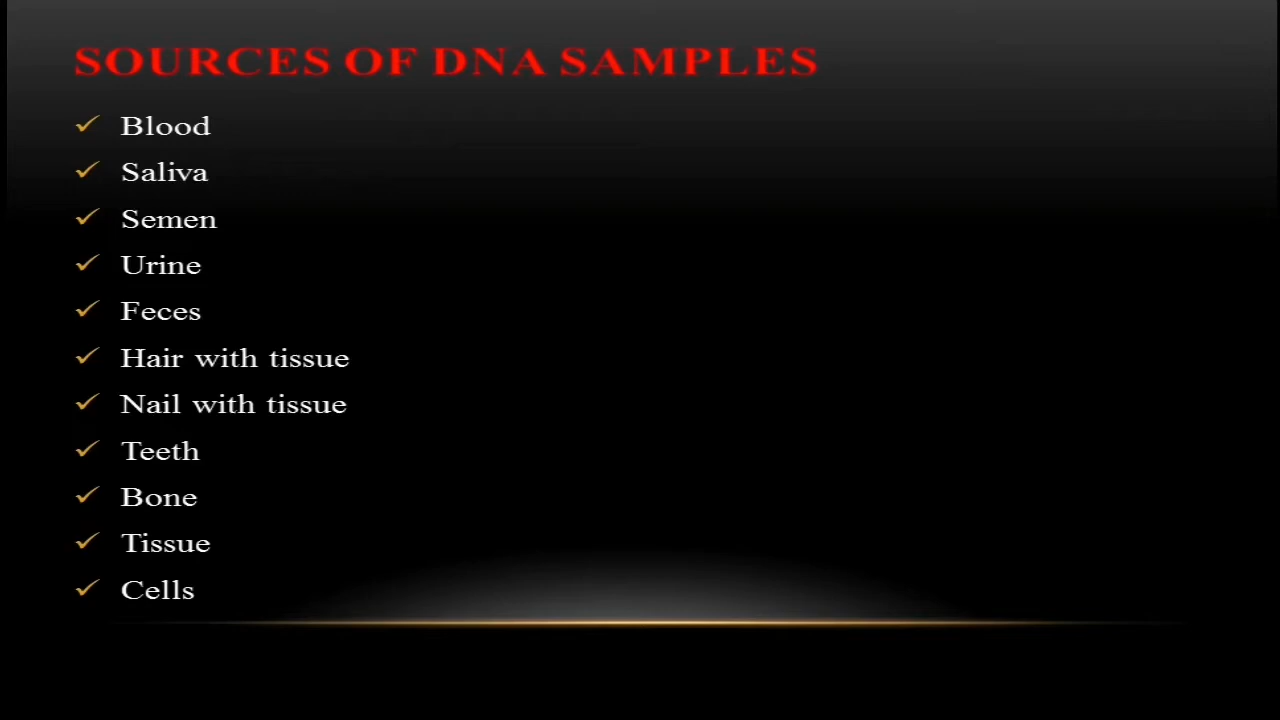 SOURCES OF DNA SAMPLES
✓ Blood
✓ Saliva
✓ Semen
✓ Urine
✓ Feces
✓ Hair with tissue
✓ Nail with tissue
✓ Teeth
✓ Bone
✓ Tissue
✓ Cells